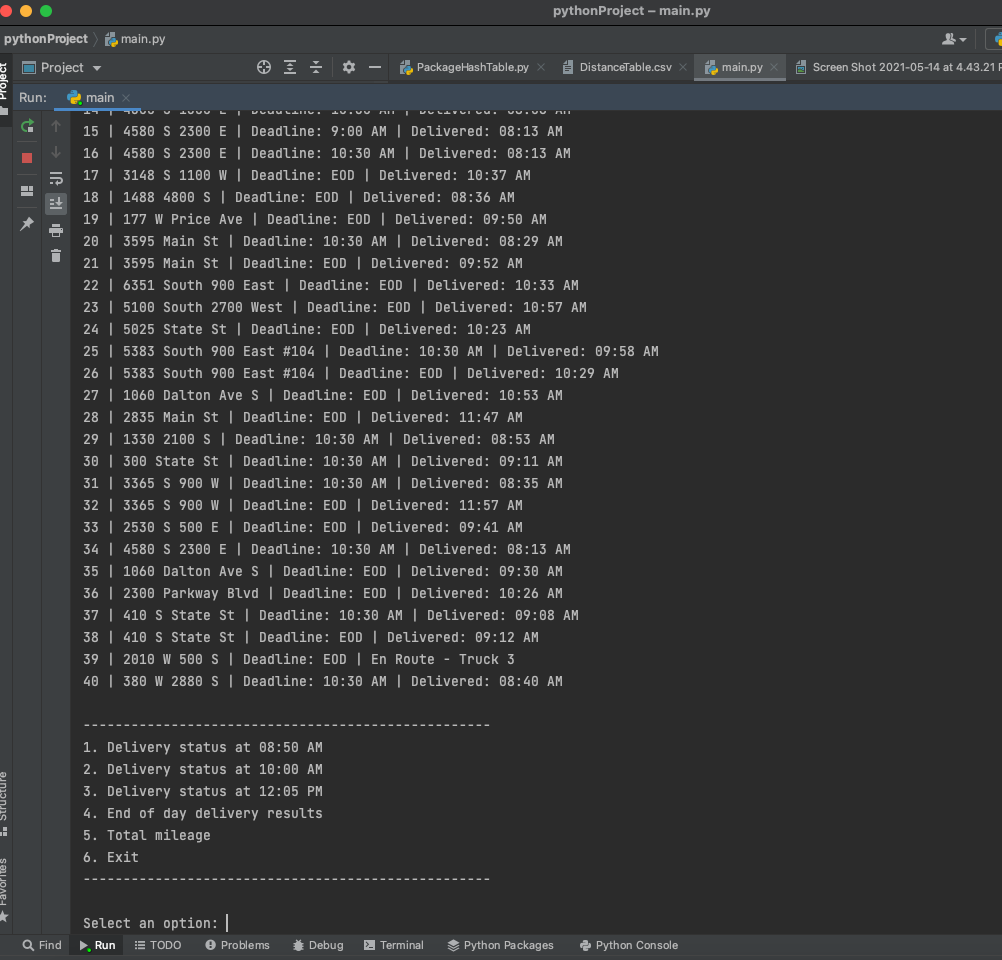 pythonProject – main.py
pythonProject main.py
Project
Project PackageHashTable.py DistanceTable.csv main.py Screen Shot 2021-05-14 at 4.43.21
Run: main
15 | 4580 S 2300 E | Deadline: 9:00 AM | Delivered: 08:13 AM
16 | 4580 S 2300 E | Deadline: 10:30 AM | Delivered: 08:13 AM
17 | 3148 S 1100 W | Deadline: EOD | Delivered: 10:37 AM
18 | 1488 4800 S | Deadline: EOD | Delivered: 08:36 AM
19 | 177 W Price Ave | Deadline: EOD | Delivered: 09:50 AM
20 | 3595 Main St | Deadline: 10:30 AM | Delivered: 08:29 AM
21 | 3595 Main St | Deadline: EOD | Delivered: 09:52 AM
22 | 6351 South 900 East | Deadline: EOD | Delivered: 10:33 AM
23 | 5100 South 2700 West | Deadline: EOD | Delivered: 10:57 AM
24 | 5025 State St | Deadline: EOD | Delivered: 10:23 AM
25 | 5383 South 900 East #104 | Deadline: 10:30 AM | Delivered: 09:58 AM
26 | 5383 South 900 East #104 | Deadline: EOD | Delivered: 10:29 AM
27 | 1060 Dalton Ave S | Deadline: EOD | Delivered: 10:53 AM
28 | 2835 Main St | Deadline: EOD | Delivered: 11:47 AM
29 | 1330 2100 S | Deadline: 10:30 AM | Delivered: 08:53 AM
30 | 300 State St | Deadline: 10:30 AM | Delivered: 09:11 AM
31 | 3365 S 900 W | Deadline: 10:30 AM | Delivered: 08:35 AM
32 | 3365 S 900 W | Deadline: EOD | Delivered: 11:57 AM
33 | 2530 S 500 E | Deadline: EOD | Delivered: 09:41 AM
34 | 4580 S 2300 E | Deadline: 10:30 AM | Delivered: 08:13 AM
35 | 1060 Dalton Ave S | Deadline: EOD | Delivered: 09:30 AM
36 | 2300 Parkway Blvd | Deadline: EOD | Delivered: 10:26 AM
37 | 410 S State St | Deadline: 10:30 AM | Delivered: 09:08 AM
38 | 410 S State St | Deadline: EOD | Delivered: 09:12 AM
39 | 2010 W 500 S | Deadline: EOD | En Route - Truck 3
40 | 380 W 2880 S | Deadline: 10:30 AM | Delivered: 08:40 AM
---------------------------------------------------
1. Delivery status at 08:50 AM
2. Delivery status at 10:00 AM
3. Delivery status at 12:05 PM
4. End of day delivery results
5. Total mileage
6. Exit
---------------------------------------------------
Select an option:
Structure
Favorites
Find Run TODO Problems Debug Terminal Python Packages Python Console